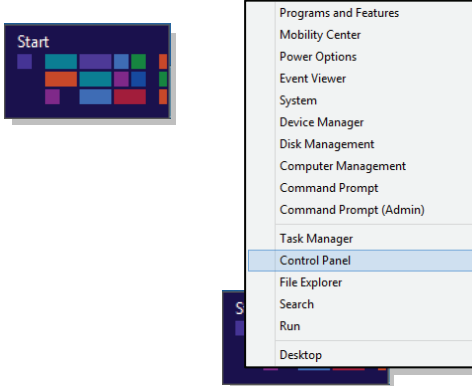 Start
Programs and Features
Mobility Center
Power Options
Event Viewer
System
Device Manager
Disk Management
Computer Management
Command Prompt
Command Prompt (Admin)
Task Manager
Control Panel
File Explorer
Search
Run
Desktop